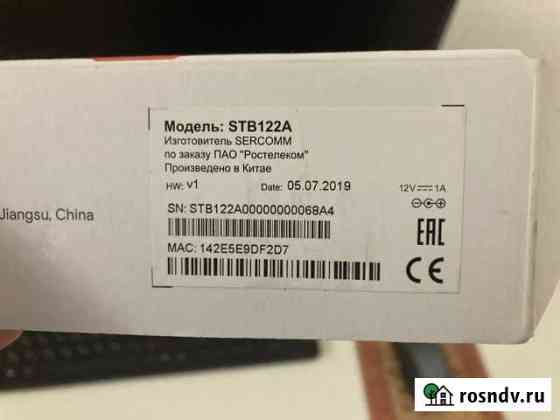 Модель: STB122A
Изготовитель SERCOMM
по заказу ПАО "Ростелеком"
Произведено в Китае
HW: v1 Date: 05.07.2019 12V 1A
Jiangsu, China
SN: STB122A00000000068A4
EAC
MAC: 142E5E9DF2D7
CE
rosndv.ru